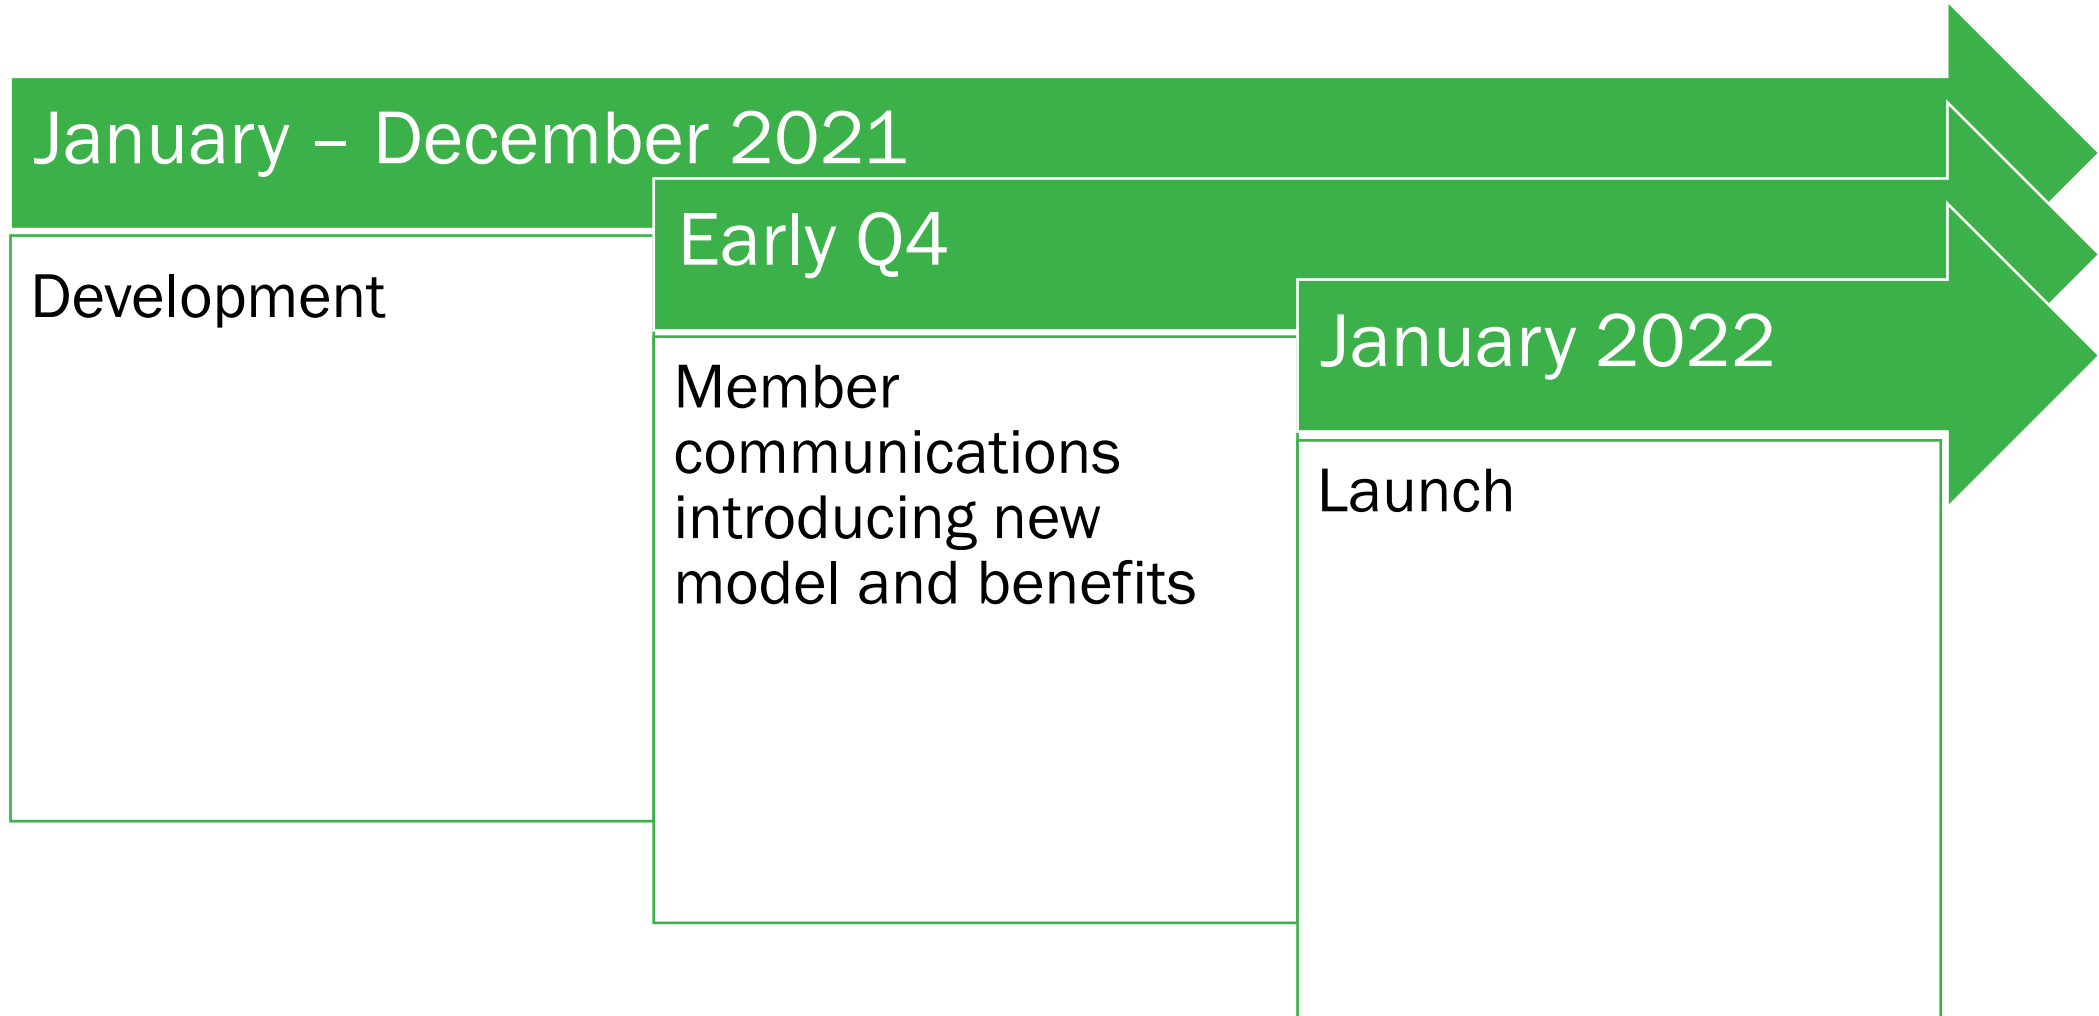 January – December 2021
Development
Early Q4
Member
communications
introducing new
model and benefits
January 2022
Launch